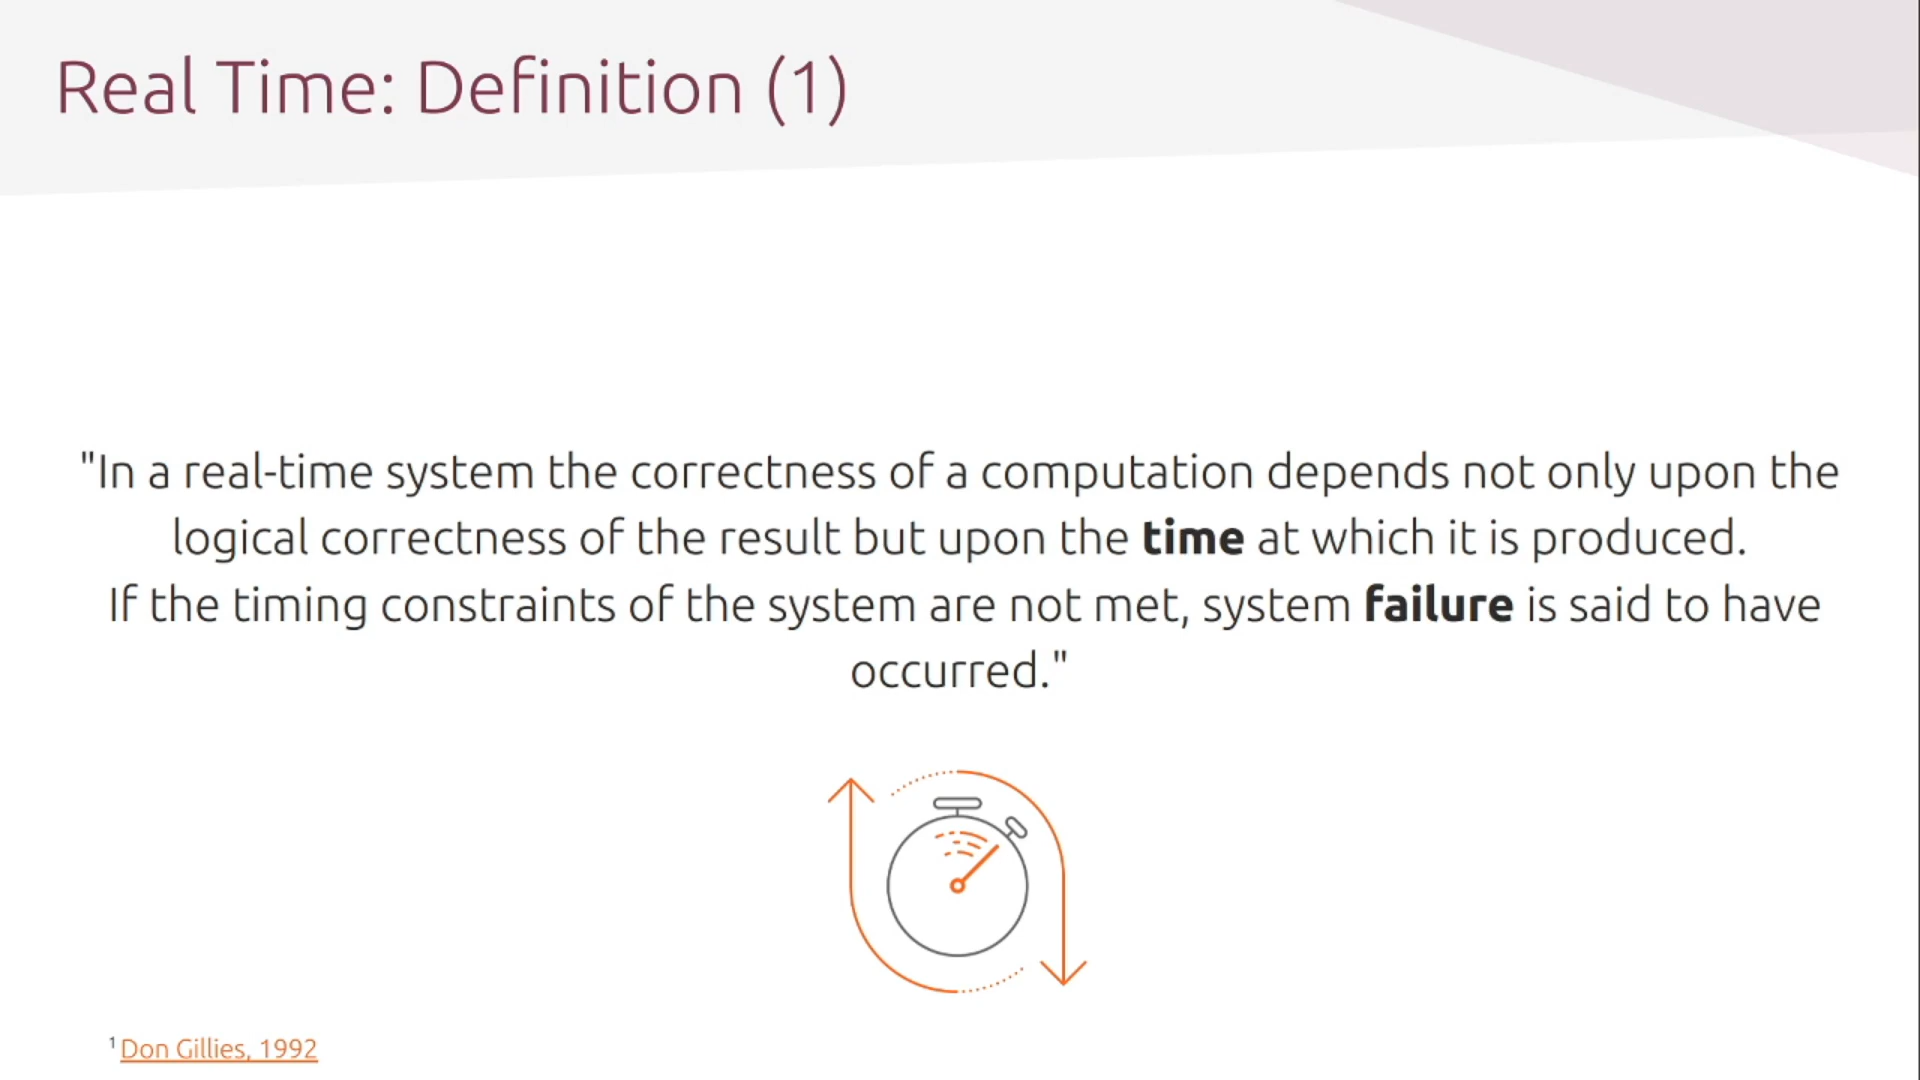 Real Time: Definition (1)
"In a real-time system the correctness of a computation depends not only upon the
logical correctness of the result but upon the time at which it is produced.
If the timing constraints of the system are not met, system failure is said to have
occurred."
¹ Don Gillies, 1992